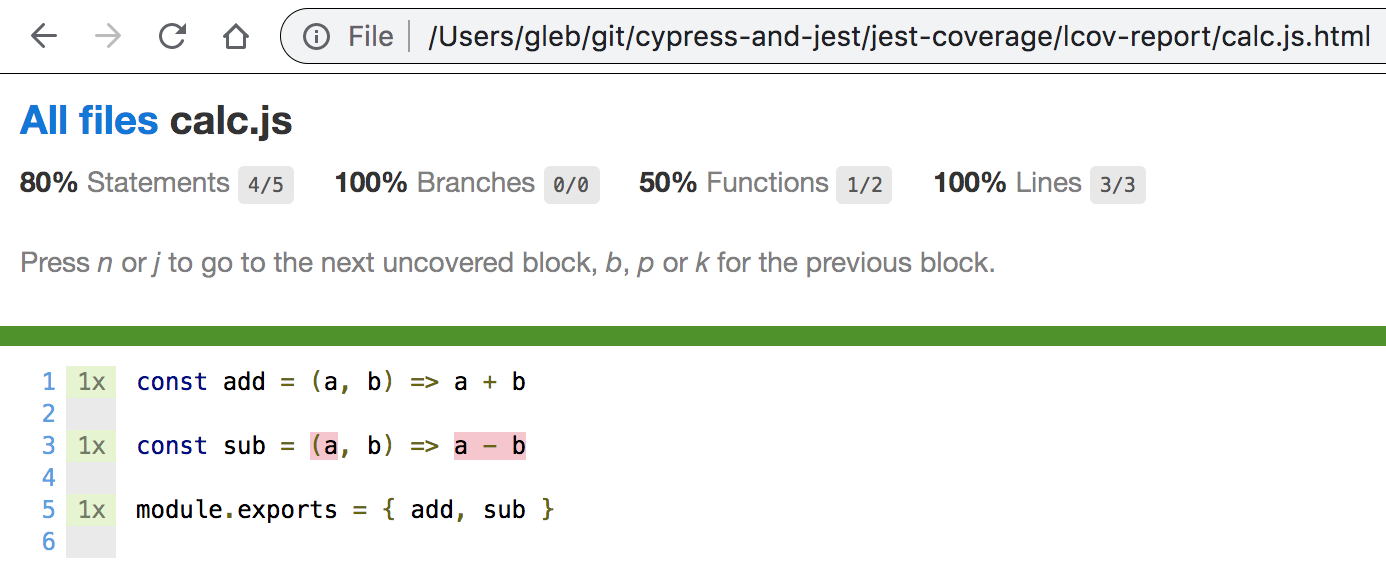 File /Users/gleb/git/cypress-and-jest/jest-coverage/lcov-report/calc.js.html
All files calc.js
80% Statements 4/5 100% Branches 0/0 50% Functions 1/2 100% Lines 3/3
Press n or j to go to the next uncovered block, b, p or k for the previous block.
1 1x const add = (a, b) => a + b
2
3 1x const sub = (a, b) => a - b
4
5 1x module.exports = { add, sub }
6